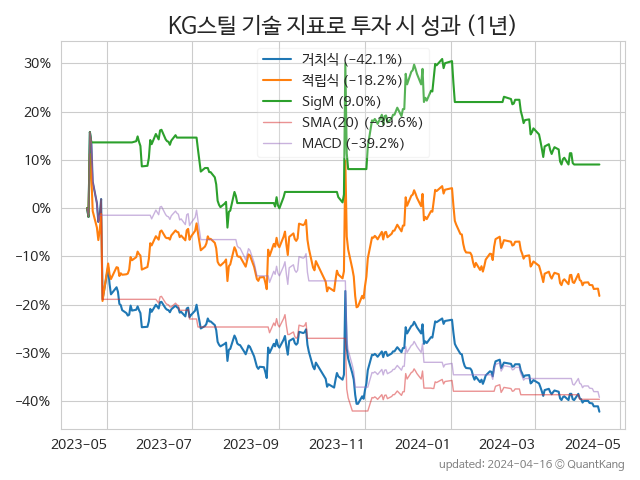 KG스틸 기술 지표로 투자 시 성과 (1년)
거치식 (−42.1%)
적립식 (−18.2%)
SigM (9.0%)
SMA(20) (−39.6%)
MACD (−39.2%)
30%
20%
10%
0%
−10%
−20%
−30%
−40%
2023-05 2023-07 2023-09 2023-11 2024-01 2024-03 2024-05
updated: 2024-04-16 © QuantKang